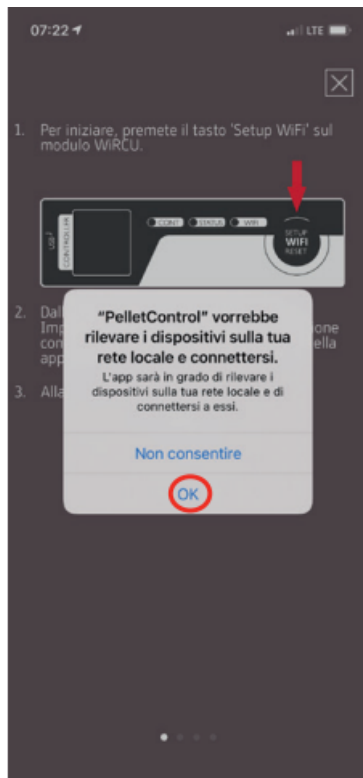 07:22
LTE
1. Per iniziare, premete il tasto 'Setup WiFi' sul
modulo WiRCU.
USB
CONTROLLER
CONT
STATUS
WIFI
SETUP
WIFI
RESET
2. Dal
Imp
com
app
one
ella
3. Alla
"PelletControl" vorrebbe
rilevare i dispositivi sulla tua
rete locale e connettersi.
L'app sarà in grado di rilevare i
dispositivi sulla tua rete locale e di
connettersi a essi.
Non consentire
OK